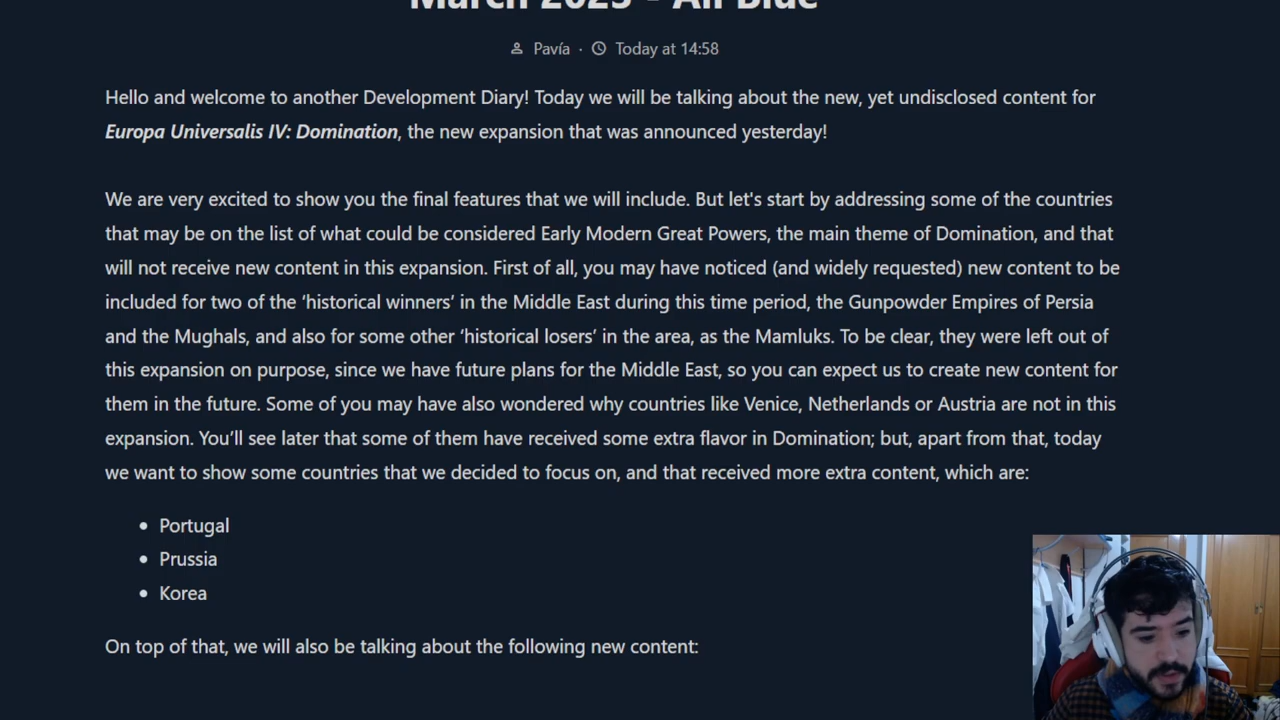 March 2023 - All Blue
Pavía · Today at 14:58
Hello and welcome to another Development Diary! Today we will be talking about the new, yet undisclosed content for
Europa Universalis IV: Domination, the new expansion that was announced yesterday!
We are very excited to show you the final features that we will include. But let's start by addressing some of the countries
that may be on the list of what could be considered Early Modern Great Powers, the main theme of Domination, and that
will not receive new content in this expansion. First of all, you may have noticed (and widely requested) new content to be
included for two of the ‘historical winners’ in the Middle East during this time period, the Gunpowder Empires of Persia
and the Mughals, and also for some other ‘historical losers’ in the area, as the Mamluks. To be clear, they were left out of
this expansion on purpose, since we have future plans for the Middle East, so you can expect us to create new content for
them in the future. Some of you may have also wondered why countries like Venice, Netherlands or Austria are not in this
expansion. You’ll see later that some of them have received some extra flavor in Domination; but, apart from that, today
we want to show some countries that we decided to focus on, and that received more extra content, which are:
• Portugal
• Prussia
• Korea
On top of that, we will also be talking about the following new content: